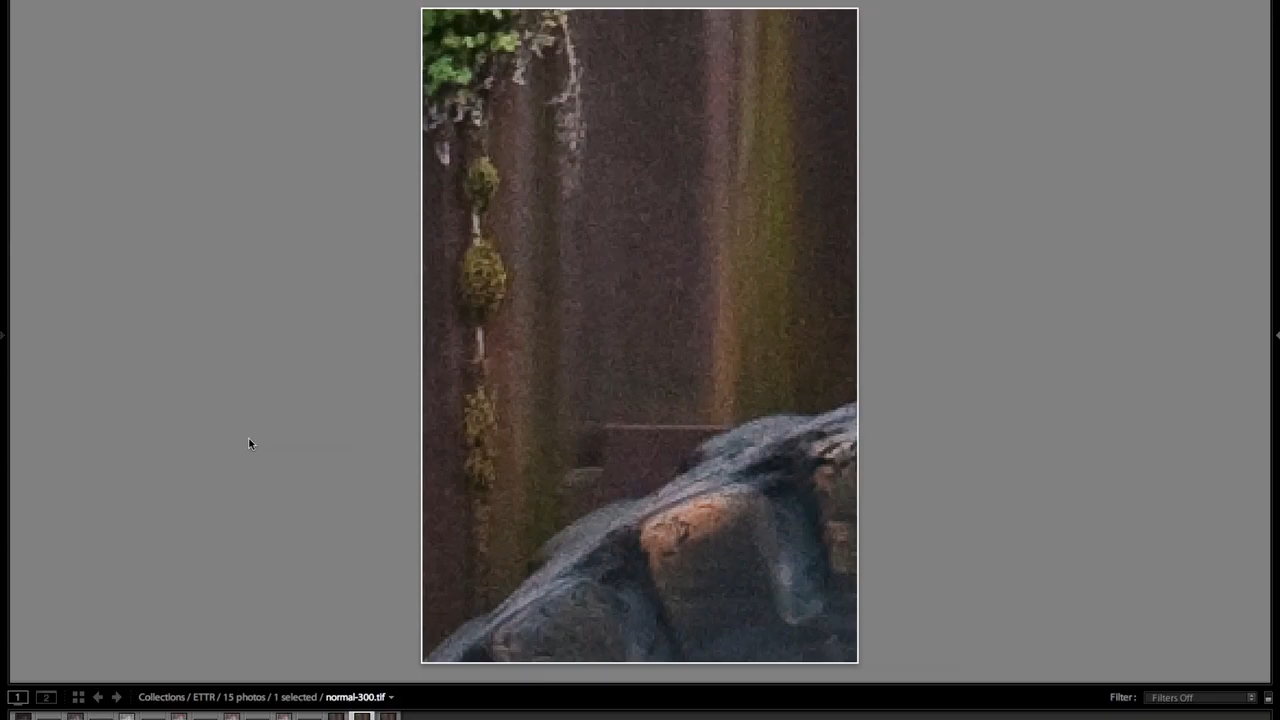 1 2 Collections / ETTR / 15 photos / 1 selected / normal-300.tif Filter : Filters Off